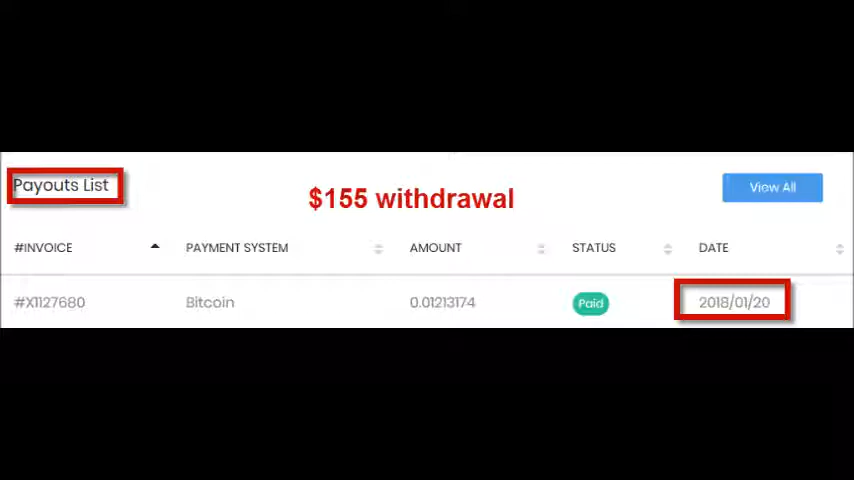 Payouts List
$155 withdrawal
View All
#INVOICE PAYMENT SYSTEM AMOUNT STATUS DATE
#X1127680 Bitcoin 0.01213174 Paid 2018/01/20